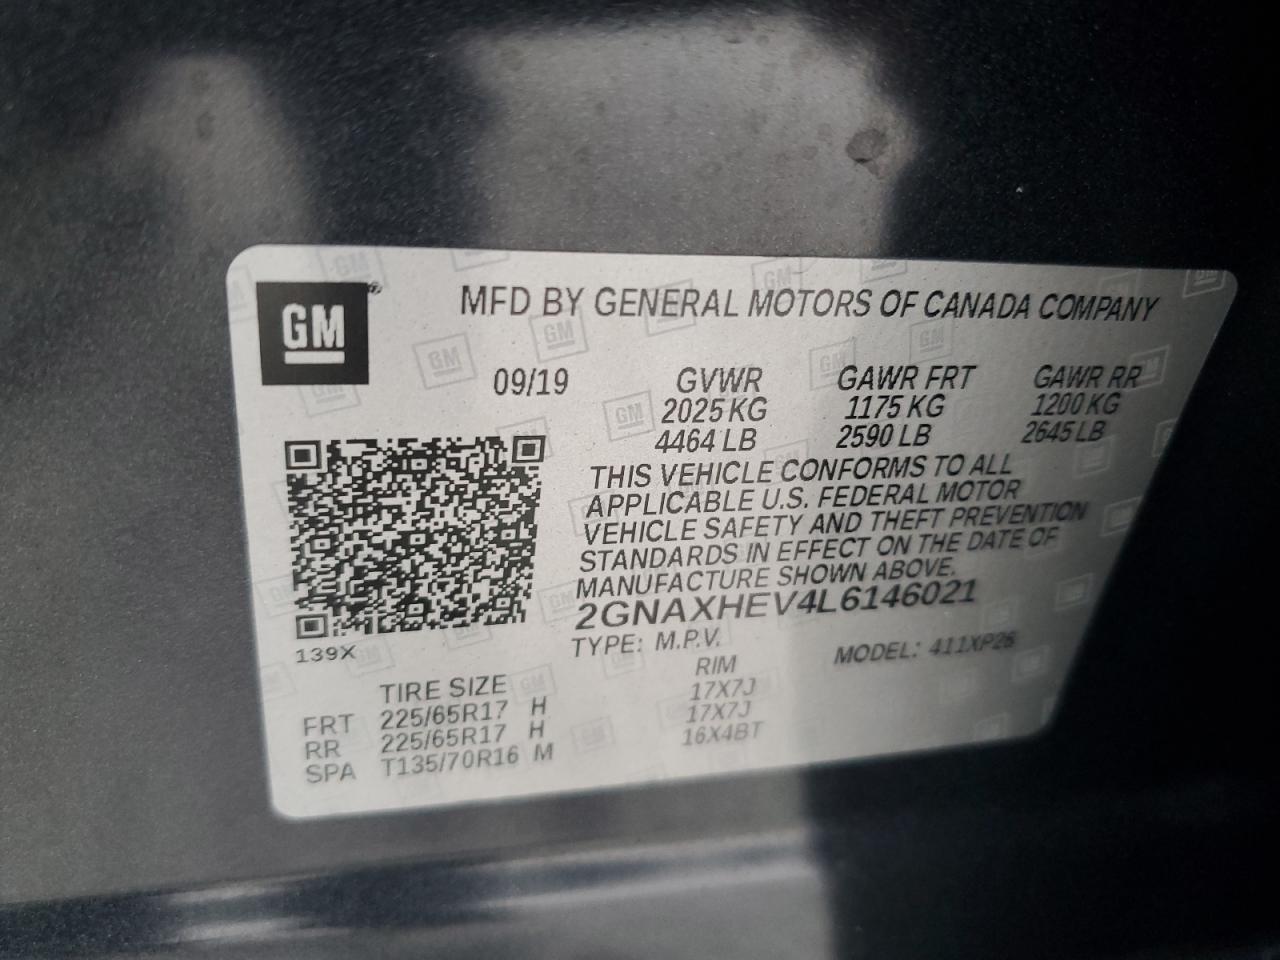 GM
MFD BY GENERAL MOTORS OF CANADA COMPANY
09/19 GVWR GAWR FRT GAWR RR
2025 KG 1175 KG 1200 KG
4464 LB 2590 LB 2645 LB
THIS VEHICLE CONFORMS TO ALL
APPLICABLE U.S. FEDERAL MOTOR
VEHICLE SAFETY AND THEFT PREVENTION
STANDARDS IN EFFECT ON THE DATE OF
MANUFACTURE SHOWN ABOVE.
2GNAXHEV4L6146021
TYPE: M.P.V. MODEL: 411XP26
139X
TIRE SIZE RIM
FRT 225/65R17 H 17X7J
RR 225/65R17 H 17X7J
SPA T135/70R16 M 16X4BT